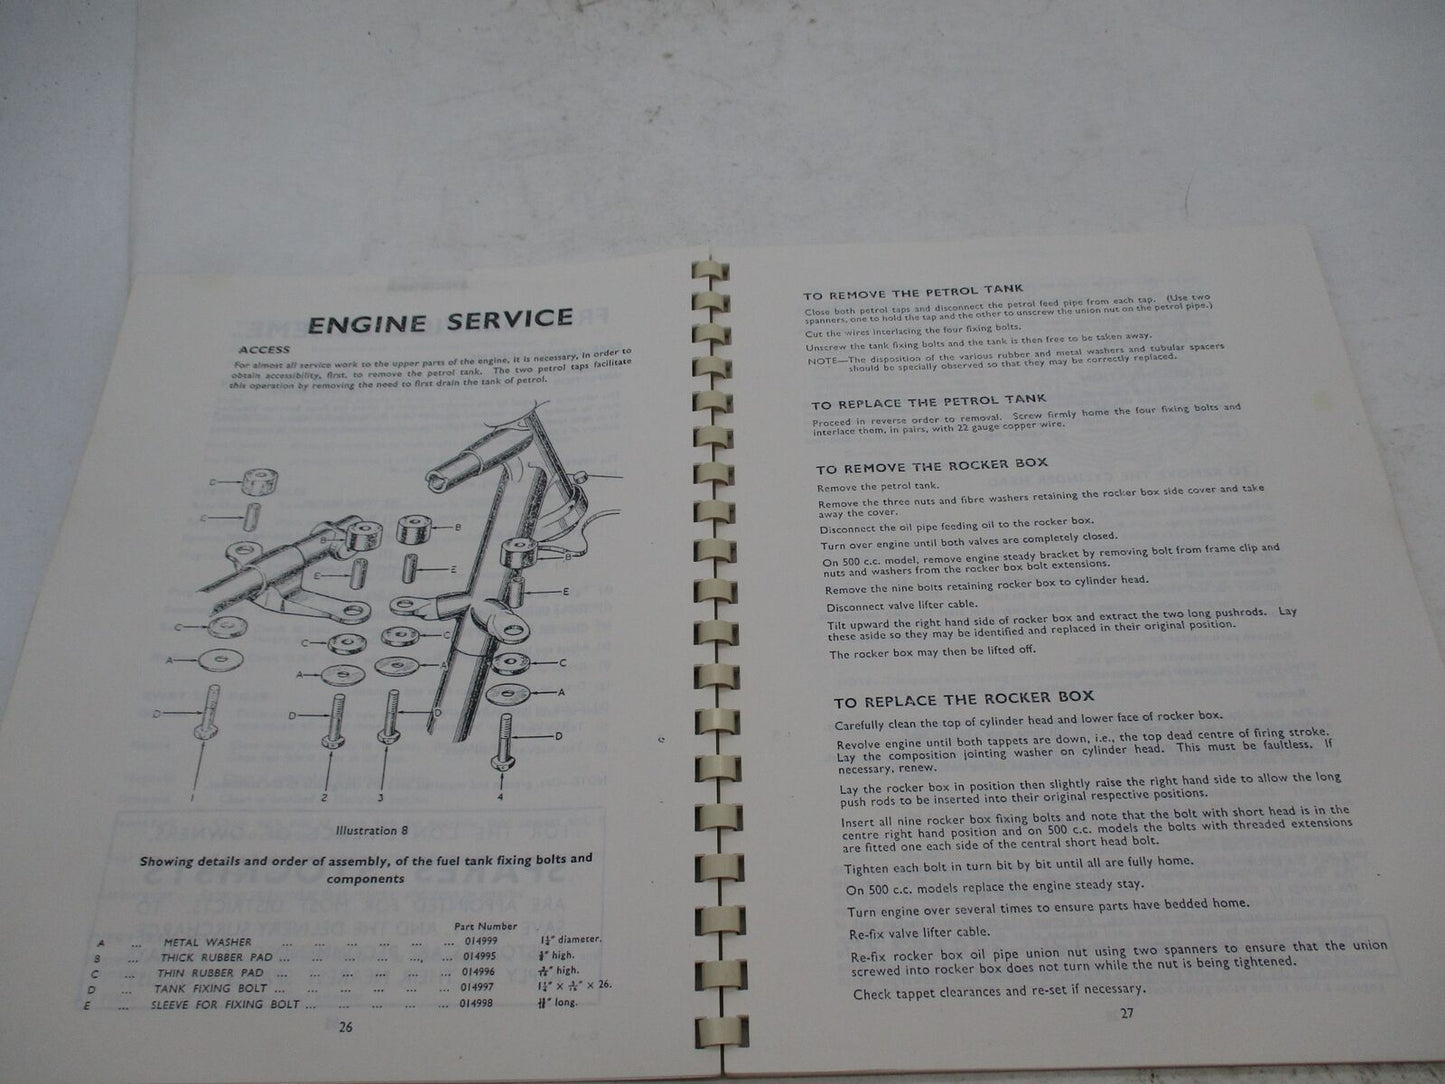 ENGINE SERVICE
ACCESS
For almost all service work to the upper parts of the engine, it is necessary, in order to
obtain accessibility, first, to remove the petrol tank. The two petrol taps facilitate
this operation by removing the need to first drain the tank of petrol.
B
C
E
B
B
E
E
B
E
C
C
C
C
A
A
A
A
D
D
D
D
1
2
3
4
Illustration 8
Showing details and order of assembly, of the fuel tank fixing bolts and
components
Part Number
A ... METAL WASHER ... ... ... ... ... ... 014999 1¼″ diameter.
B ... THICK RUBBER PAD ... ... ... ... ... ... 014995 high.
C ... THIN RUBBER PAD ... ... ... ... ... ... 014996 high.
D ... TANK FIXING BOLT ... ... ... ... ... ... 014997 1¼″ × × 26.
E ... SLEEVE FOR FIXING BOLT ... ... ... ... ... 014998 long.
26
TO REMOVE THE PETROL TANK
Close both petrol taps and disconnect the petrol feed pipe from each tap. (Use two
spanners, one to hold the tap and the other to unscrew the union nut on the petrol pipe.)
Cut the wires interlacing the four fixing bolts.
Unscrew the tank fixing bolts and the tank is then free to be taken away.
NOTE—The disposition of the various rubber and metal washers and tubular spacers
should be specially observed so that they may be correctly replaced.
TO REPLACE THE PETROL TANK
Proceed in reverse order to removal. Screw firmly home the four fixing bolts and
interlace them, in pairs, with 22 gauge copper wire.
TO REMOVE THE ROCKER BOX
Remove the petrol tank.
Remove the three nuts and fibre washers retaining the rocker box side cover and take
away the cover.
Disconnect the oil pipe feeding oil to the rocker box.
Turn over engine until both valves are completely closed.
On 500 c.c. model, remove engine steady bracket by removing bolt from frame clip and
nuts and washers from the rocker box bolt extensions.
Remove the nine bolts retaining rocker box to cylinder head.
Disconnect valve lifter cable.
Tilt upward the right hand side of rocker box and extract the two long pushrods. Lay
these aside so they may be identified and replaced in their original position.
The rocker box may then be lifted off.
TO REPLACE THE ROCKER BOX
Carefully clean the top of cylinder head and lower face of rocker box.
Revolve engine until both tappets are down, i.e., the top dead centre of firing stroke.
Lay the composition jointing washer on cylinder head. This must be faultless. If
necessary, renew.
Lay the rocker box in position then slightly raise the right hand side to allow the long
push rods to be inserted into their original respective positions.
Insert all nine rocker box fixing bolts and note that the bolt with short head is in the
centre right hand position and on 500 c.c. models the bolts with threaded extensions
are fitted one each side of the central short head bolt.
Tighten each bolt in turn bit by bit until all are fully home.
On 500 c.c. models replace the engine steady stay.
Turn engine over several times to ensure parts have bedded home.
Re-fix valve lifter cable.
Re-fix rocker box oil pipe union nut using two spanners to ensure that the union
screwed into rocker box does not turn while the nut is being tightened.
Check tappet clearances and re-set if necessary.
27